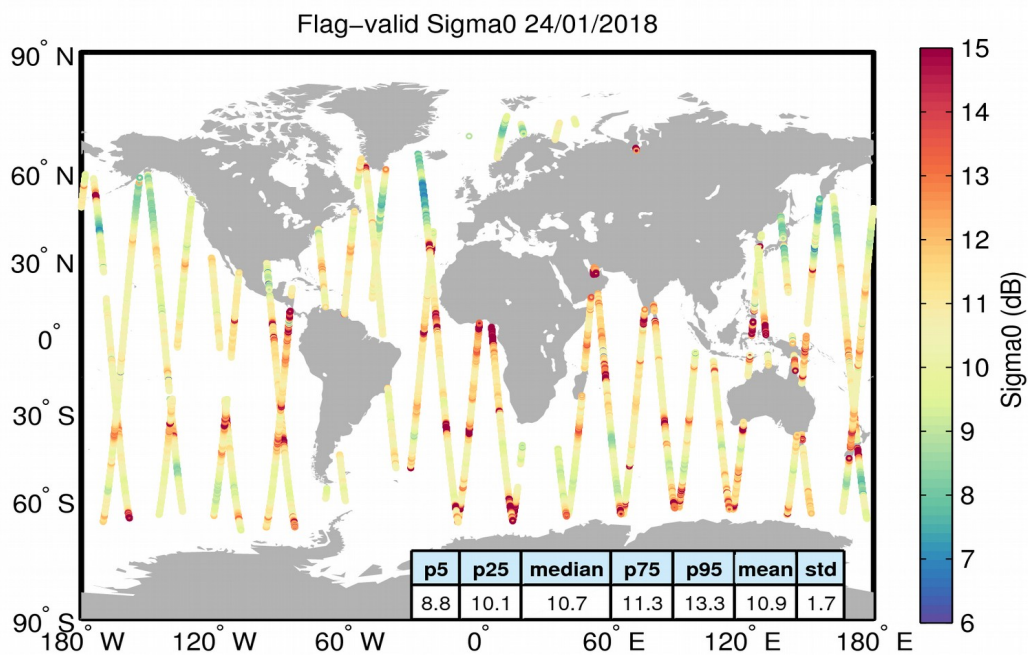 Flag−valid Sigma0 24/01/2018
90° N
60° N
30° N
0°
30° S
60° S
90° S
180° W
120° W
60° W
0°
60° E
120° E
180° E
p5 p25 median p75 p95 mean std
8.8 10.1 10.7 11.3 13.3 10.9 1.7
15
14
13
12
11
10
9
8
7
6
Sigma0 (dB)